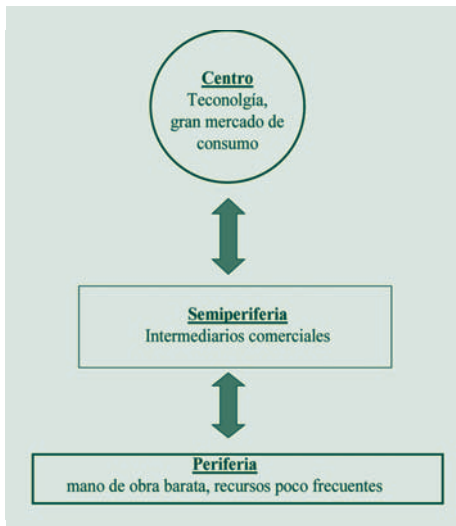 Centro
Teconolgía,
gran mercado de
consumo
Semiperiferia
Intermediarios comerciales
Periferia
mano de obra barata, recursos poco frecuentes